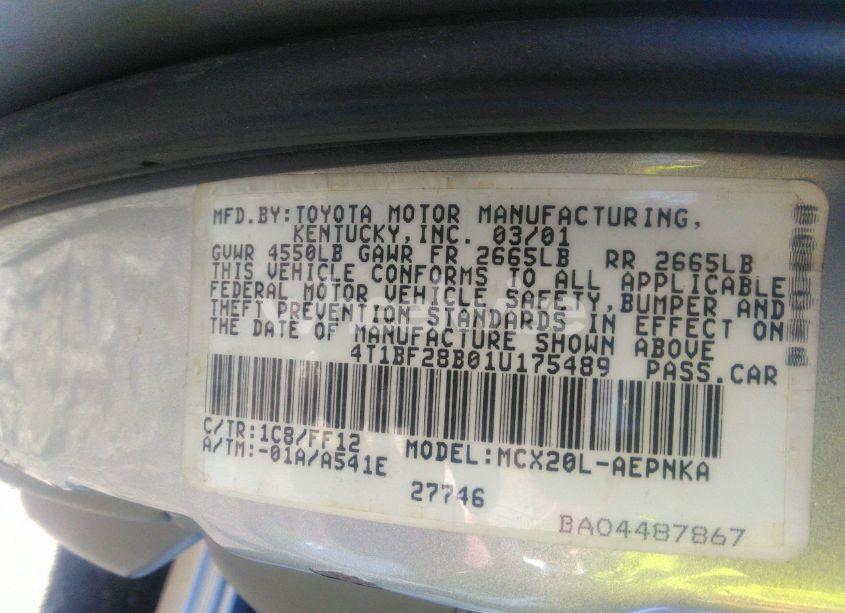 MFD.BY:TOYOTA MOTOR MANUFACTURING,
KENTUCKY,INC. 03/01
GVWR 4550LB GAWR FR 2665LB RR 2665LB
THIS VEHICLE CONFORMS TO ALL APPLICABLE
FEDERAL MOTOR VEHICLE SAFETY,BUMPER AND
THEFT PREVENTION STANDARDS IN EFFECT ON
THE DATE OF MANUFACTURE SHOWN ABOVE
4T1BF28B01U175489 PASS.CAR
C/TR:1C8/FF12
A/TM:-01A/A541E MODEL:MCX20L-AEPNKA
27746
BA04487867